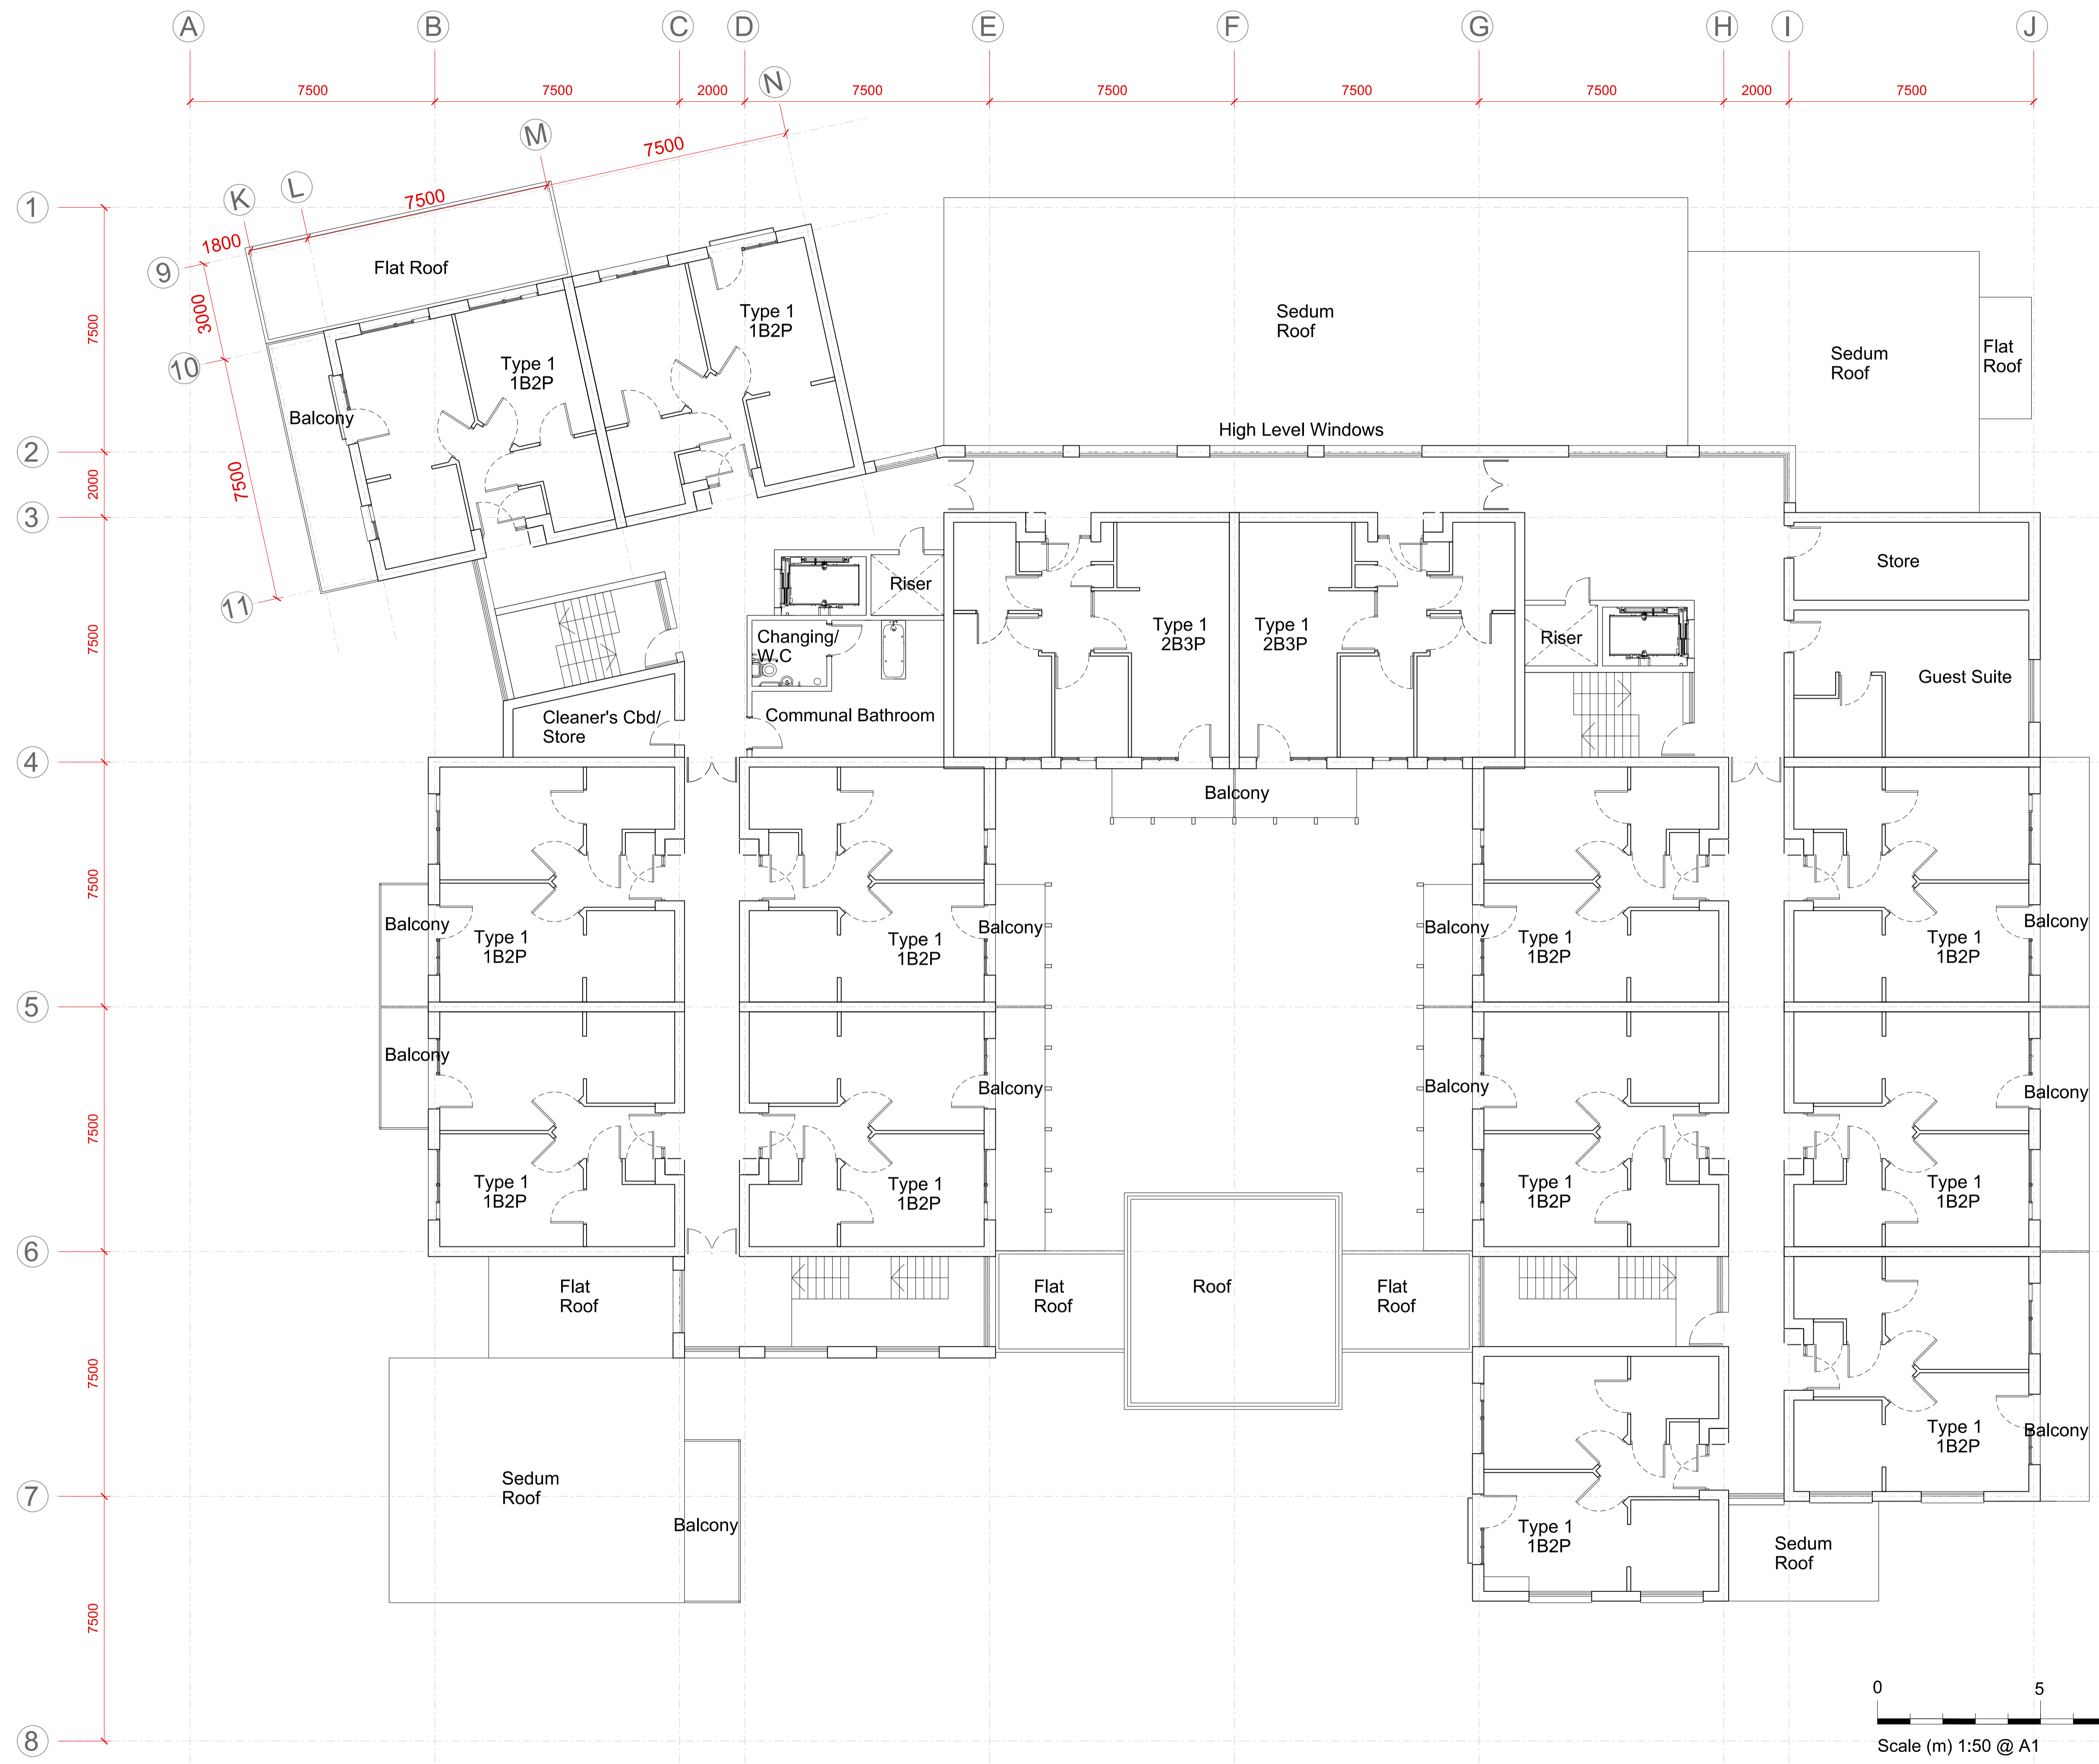 A
B
C
D
E
F
G
H
I
J
7500
7500
2000
7500
7500
7500
7500
2000
7500
N
M
7500
L
K
7500
1800
1
9
Flat Roof
3000
7500
10
Type 1
1B2P
Type 1
1B2P
Balcony
Sedum
Roof
Sedum
Roof
Flat
Roof
High Level Windows
2
7500
2000
3
11
7500
Riser
Changing/
W.C
Communal Bathroom
Cleaner's Cbd/
Store
Type 1
2B3P
Type 1
2B3P
Riser
Store
Guest Suite
4
Balcony
7500
Balcony
Type 1
1B2P
Type 1
1B2P
Balcony
Balcony
Type 1
1B2P
Type 1
1B2P
Balcony
5
Balcony
Balcony
Balcony
Balcony
7500
Type 1
1B2P
Type 1
1B2P
Type 1
1B2P
Type 1
1B2P
6
Flat
Roof
Flat
Roof
Roof
Flat
Roof
7500
Type 1
1B2P
Balcony
Sedum
Roof
7
Balcony
Type 1
1B2P
Sedum
Roof
7500
8
0
5
Scale (m) 1:50 @ A1